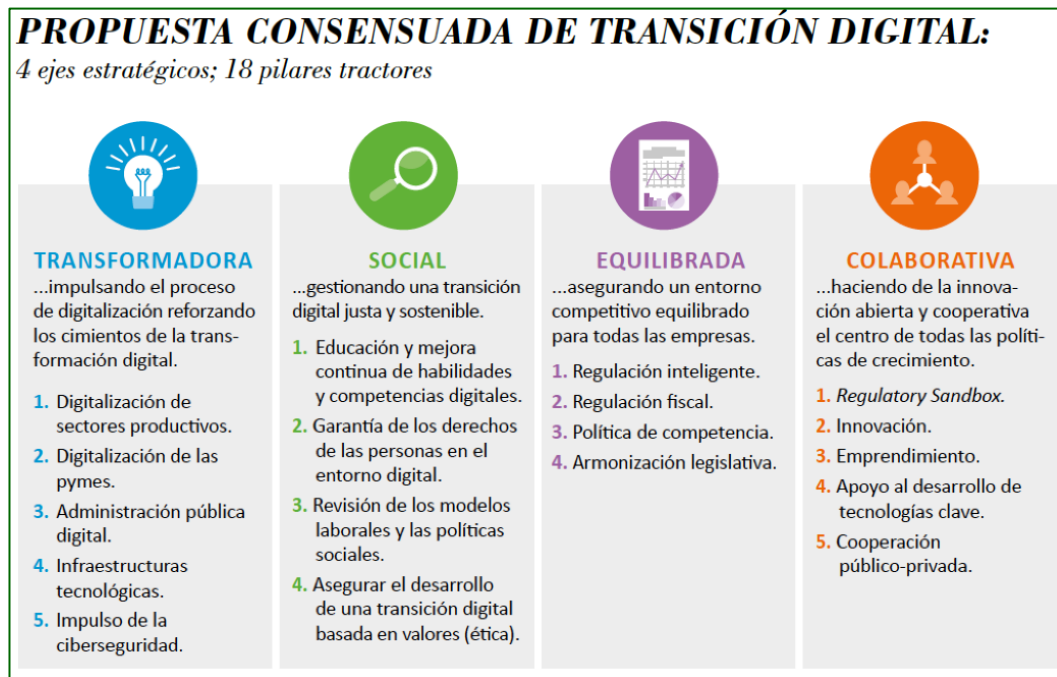 PROPUESTA CONSENSUADA DE TRANSICIÓN DIGITAL:
4 ejes estratégicos; 18 pilares tractores
TRANSFORMADORA
...impulsando el proceso
de digitalización reforzando
los cimientos de la trans-
formación digital.
1. Digitalización de
sectores productivos.
2. Digitalización de las
pymes.
3. Administración pública
digital.
4. Infraestructuras
tecnológicas.
5. Impulso de la
ciberseguridad.
SOCIAL
...gestionando una transición
digital justa y sostenible.
1. Educación y mejora
continua de habilidades
y competencias digitales.
2. Garantía de los derechos
de las personas en el
entorno digital.
3. Revisión de los modelos
laborales y las políticas
sociales.
4. Asegurar el desarrollo
de una transición digital
basada en valores (ética).
EQUILIBRADA
...asegurando un entorno
competitivo equilibrado
para todas las empresas.
1. Regulación inteligente.
2. Regulación fiscal.
3. Política de competencia.
4. Armonización legislativa.
COLABORATIVA
...haciendo de la innova-
ción abierta y cooperativa
el centro de todas las políti-
cas de crecimiento.
1. Regulatory Sandbox.
2. Innovación.
3. Emprendimiento.
4. Apoyo al desarrollo de
tecnologías clave.
5. Cooperación
público-privada.